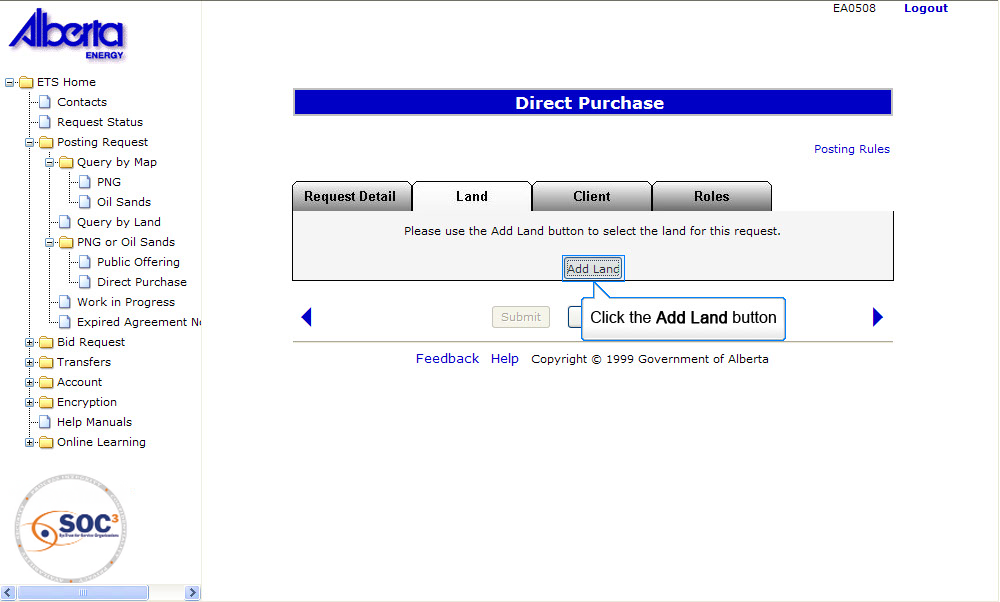 EA0508 Logout
Alberta
ENERGY
ETS Home
Contacts
Request Status
Posting Request
Query by Map
PNG
Oil Sands
Query by Land
PNG or Oil Sands
Public Offering
Direct Purchase
Work in Progress
Expired Agreement No
Bid Request
Transfers
Account
Encryption
Help Manuals
Online Learning
SOC3
Direct Purchase
Posting Rules
Request Detail Land Client Roles
Please use the Add Land button to select the land for this request.
Add Land
Submit
Click the Add Land button
Feedback Help Copyright © 1999 Government of Alberta